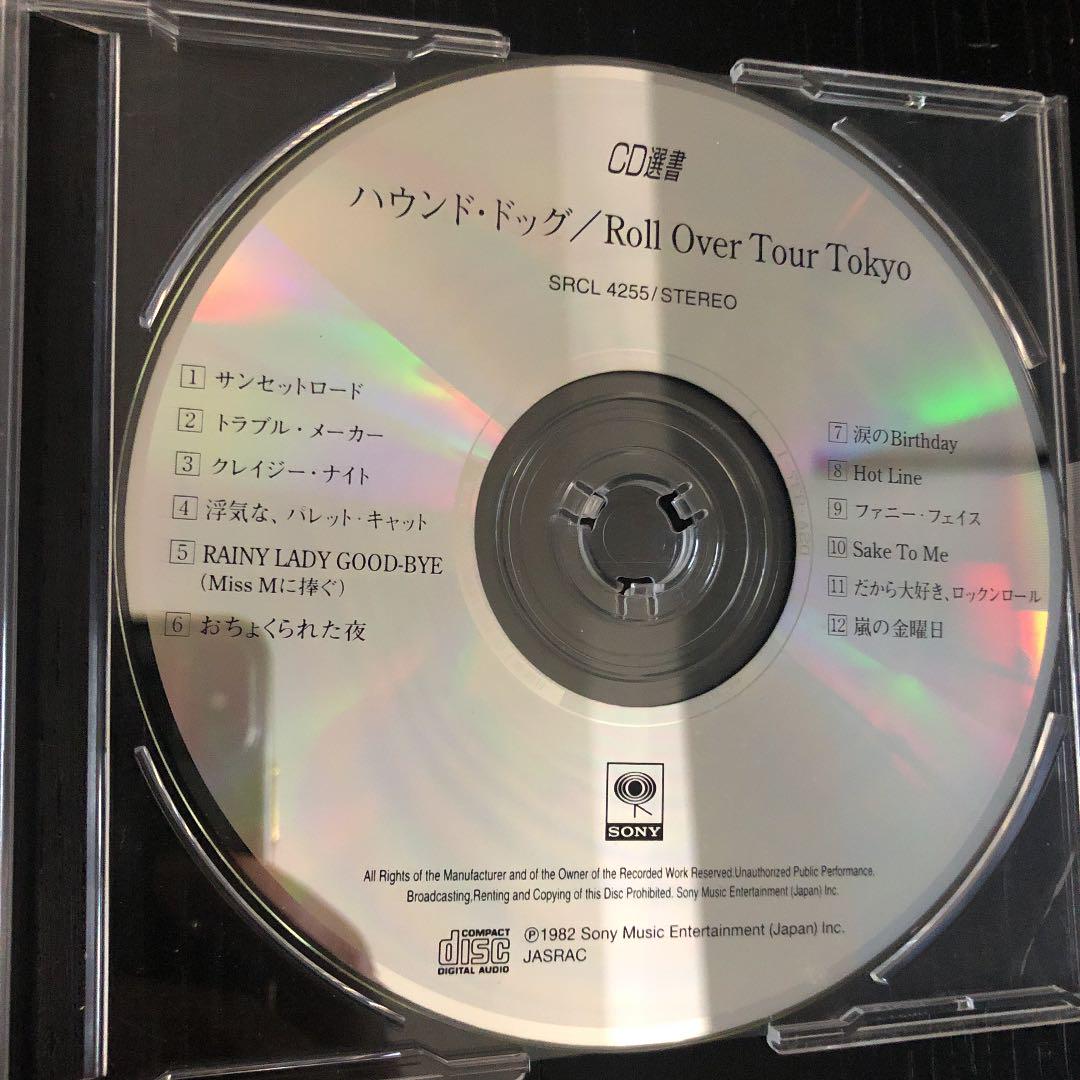 CD選書
ハウンド・ドッグ／Roll Over Tour Tokyo
SRCL 4255/STEREO
1 サンセットロード
2 トラブル・メーカー
3 クレイジー・ナイト
4 浮気な、パレット・キャット
5 RAINY LADY GOOD-BYE
(Miss Mに捧ぐ)
6 おちょくられた夜
7 涙のBirthday
8 Hot Line
9 ファニー・フェイス
10 Sake To Me
11 だから大好き、ロックンロール
12 嵐の金曜日
SONY
All Rights of the Manufacturer and of the Owner of the Recorded Work Reserved.Unauthorized Public Performance.
Broadcasting,Renting and Copying of this Disc Prohibited. Sony Music Entertainment (Japan) Inc.
COMPACT
disc
DIGITAL AUDIO
Ⓟ1982 Sony Music Entertainment (Japan) Inc.
JASRAC